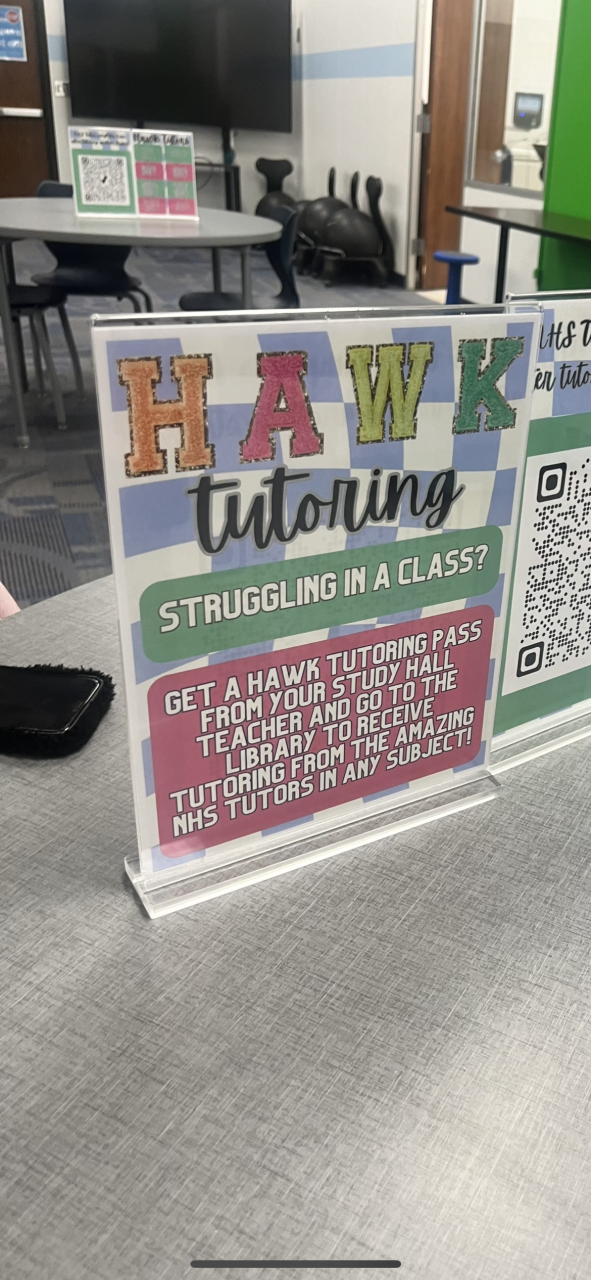 HAWK
tutoring
STRUGGLING IN A CLASS?
GET A HAWK TUTORING PASS
FROM YOUR STUDY HALL
TEACHER AND GO TO THE
LIBRARY TO RECEIVE
TUTORING FROM THE AMAZING
NHS TUTORS IN ANY SUBJECT!